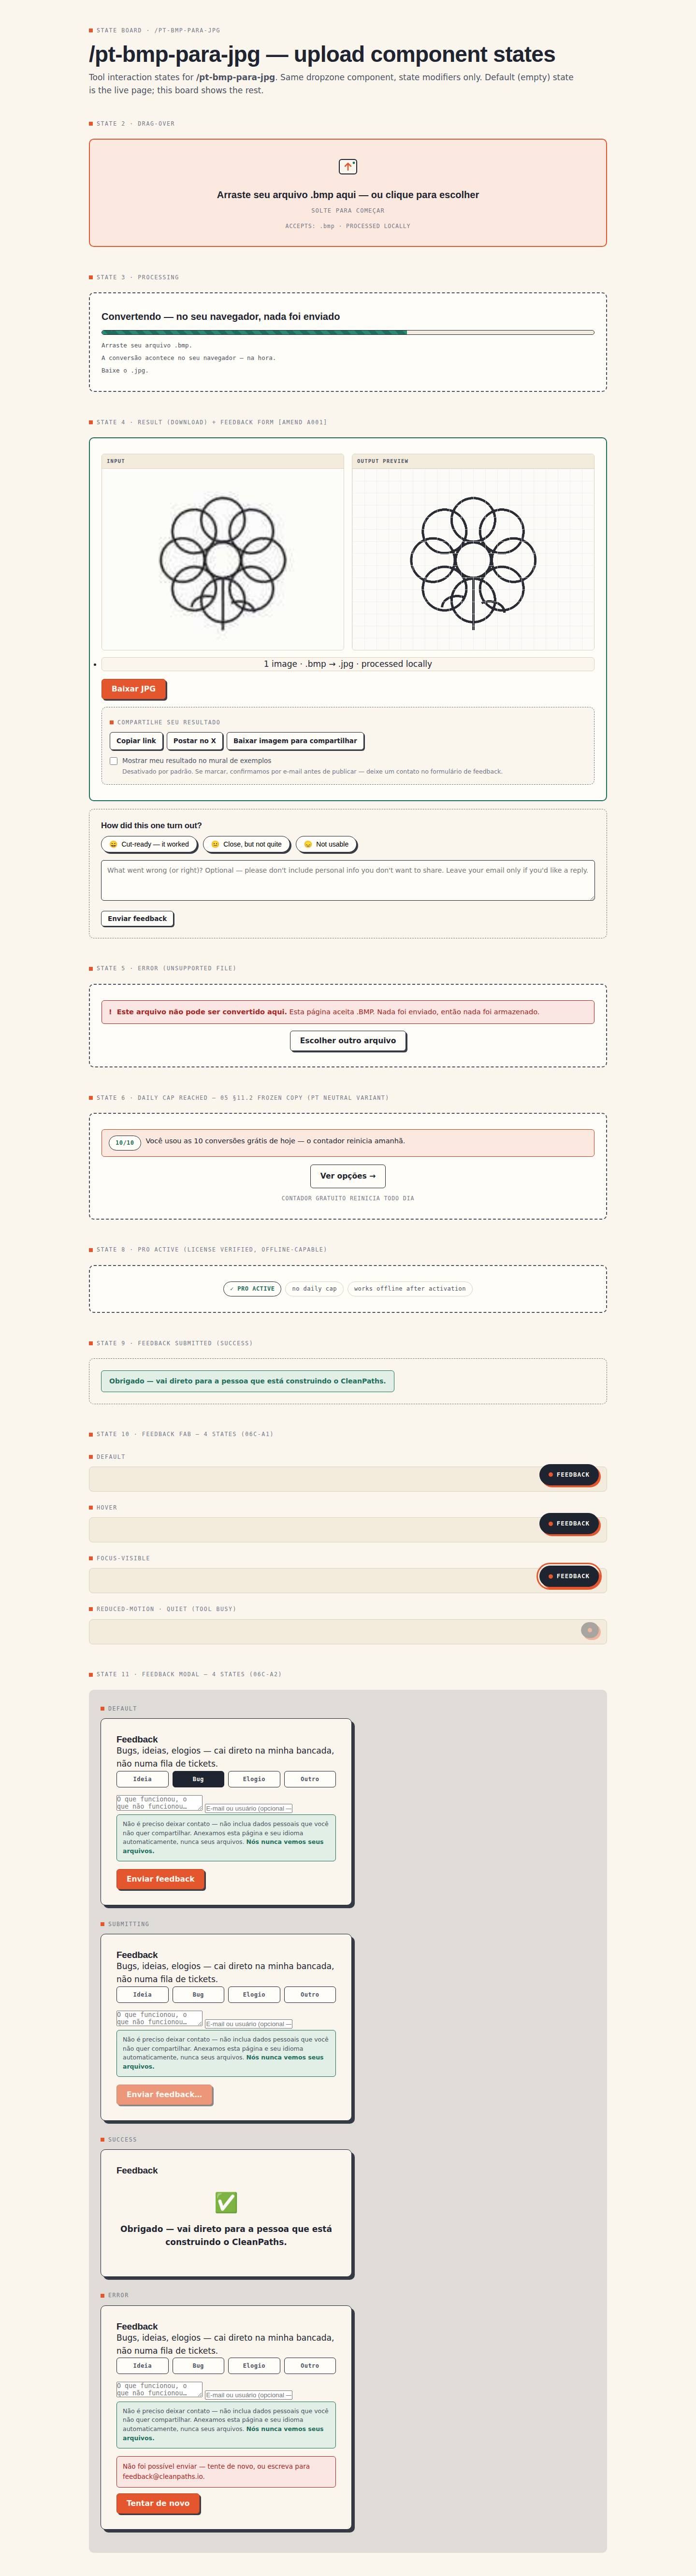 STATE BOARD · /PT-BMP-PARA-JPG
/pt-bmp-para-jpg — upload component states
Tool interaction states for /pt-bmp-para-jpg. Same dropzone component, state modifiers only. Default (empty) state
is the live page; this board shows the rest.
STATE 2 · DRAG-OVER
Arraste seu arquivo .bmp aqui — ou clique para escolher
SOLTE PARA COMEÇAR
ACCEPTS: .bmp · PROCESSED LOCALLY
STATE 3 · PROCESSING
Convertendo — no seu navegador, nada foi enviado
Arraste seu arquivo .bmp.
A conversão acontece no seu navegador — na hora.
Baixe o .jpg.
STATE 4 · RESULT (DOWNLOAD) + FEEDBACK FORM [AMEND A001]
INPUT
OUTPUT PREVIEW
1 image · .bmp → .jpg · processed locally
Baixar JPG
COMPARTILHE SEU RESULTADO
Copiar link
Postar no X
Baixar imagem para compartilhar
Mostrar meu resultado no mural de exemplos
Desativado por padrão. Se marcar, confirmamos por e-mail antes de publicar — deixe um contato no formulário de feedback.
How did this one turn out?
😀 Cut-ready — it worked
😐 Close, but not quite
😞 Not usable
What went wrong (or right)? Optional — please don't include personal info you don't want to share. Leave your email only if you'd like a reply.
Enviar feedback
STATE 5 · ERROR (UNSUPPORTED FILE)
! Este arquivo não pode ser convertido aqui. Esta página aceita .BMP. Nada foi enviado, então nada foi armazenado.
Escolher outro arquivo
STATE 6 · DAILY CAP REACHED — 05 §11.2 FROZEN COPY (PT NEUTRAL VARIANT)
10/10 Você usou as 10 conversões grátis de hoje — o contador reinicia amanhã.
Ver opções →
CONTADOR GRATUITO REINICIA TODO DIA
STATE 8 · PRO ACTIVE (LICENSE VERIFIED, OFFLINE-CAPABLE)
✓ PRO ACTIVE
no daily cap
works offline after activation
STATE 9 · FEEDBACK SUBMITTED (SUCCESS)
Obrigado — vai direto para a pessoa que está construindo o CleanPaths.
STATE 10 · FEEDBACK FAB — 4 STATES (06C-A1)
DEFAULT
FEEDBACK
HOVER
FEEDBACK
FOCUS-VISIBLE
FEEDBACK
REDUCED-MOTION · QUIET (TOOL BUSY)
STATE 11 · FEEDBACK MODAL — 4 STATES (06C-A2)
DEFAULT
Feedback
Bugs, ideias, elogios — cai direto na minha bancada,
não numa fila de tickets.
Ideia
Bug
Elogio
Outro
O que funcionou, o
que não funcionou…
E-mail ou usuário (opcional —
Não é preciso deixar contato — não inclua dados pessoais que você
não quer compartilhar. Anexamos esta página e seu idioma
automaticamente, nunca seus arquivos. Nós nunca vemos seus
arquivos.
Enviar feedback
SUBMITTING
Feedback
Bugs, ideias, elogios — cai direto na minha bancada,
não numa fila de tickets.
Ideia
Bug
Elogio
Outro
O que funcionou, o
que não funcionou…
E-mail ou usuário (opcional —
Não é preciso deixar contato — não inclua dados pessoais que você
não quer compartilhar. Anexamos esta página e seu idioma
automaticamente, nunca seus arquivos. Nós nunca vemos seus
arquivos.
Enviar feedback…
SUCCESS
Feedback
Obrigado — vai direto para a pessoa que está
construindo o CleanPaths.
ERROR
Feedback
Bugs, ideias, elogios — cai direto na minha bancada,
não numa fila de tickets.
Ideia
Bug
Elogio
Outro
O que funcionou, o
que não funcionou…
E-mail ou usuário (opcional —
Não é preciso deixar contato — não inclua dados pessoais que você
não quer compartilhar. Anexamos esta página e seu idioma
automaticamente, nunca seus arquivos. Nós nunca vemos seus
arquivos.
Não foi possível enviar — tente de novo, ou escreva para
feedback@cleanpaths.io.
Tentar de novo